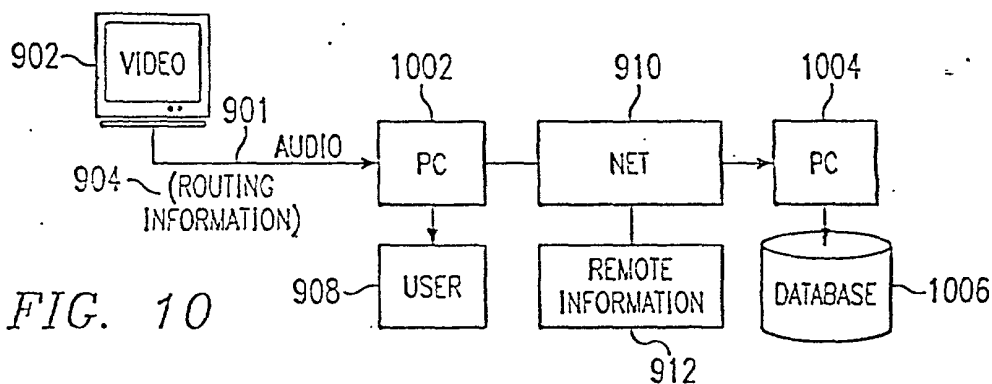 902
VIDEO
901
AUDIO
904
(ROUTING
INFORMATION)
1002
PC
908
USER
910
NET
REMOTE
INFORMATION
912
1004
PC
DATABASE
1006
FIG. 10